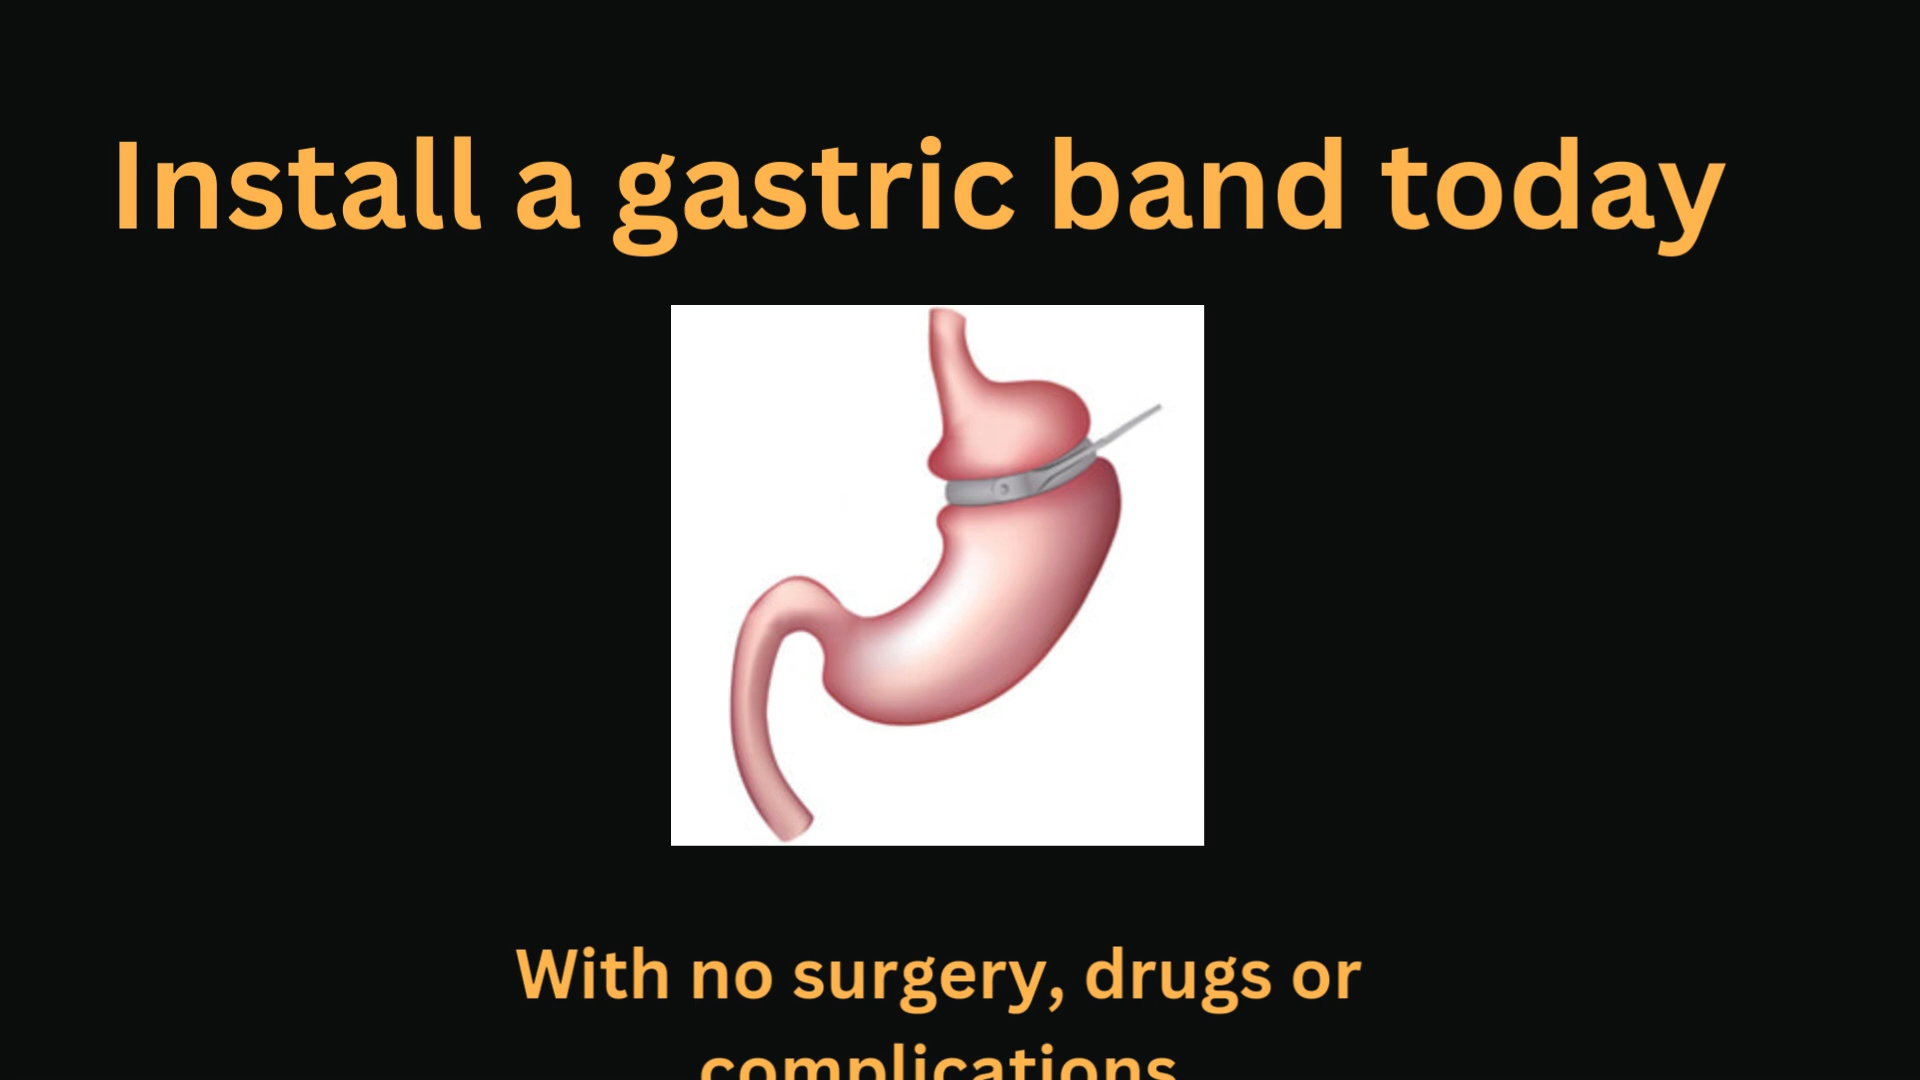 Install a gastric band today
With no surgery, drugs or
complications